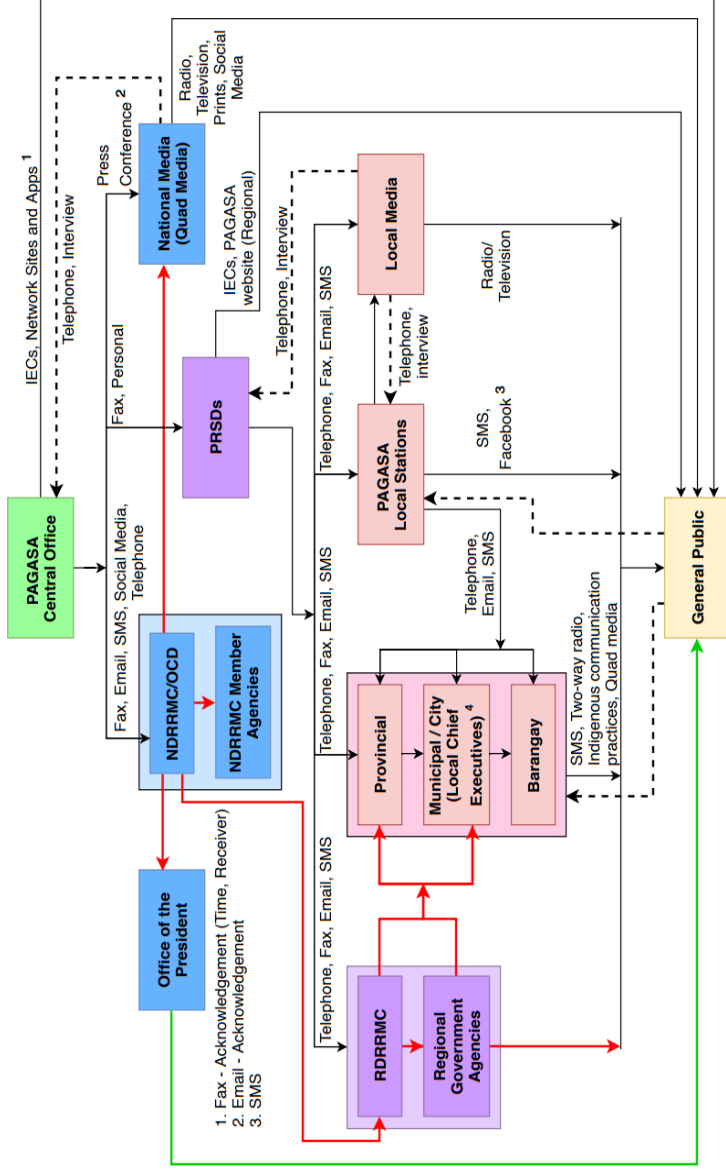 PAGASA
Central Office
IECs, Network Sites and Apps 1
Telephone, Interview
Fax, Email, SMS, Social Media,
Telephone
Fax, Personal
Press
Conference 2
Office of the
President
NDRRMC/OCD
NDRRMC Member
Agencies
PRSDs
National Media
(Quad Media)
Radio,
Television,
Prints, Social
Media
1. Fax - Acknowledgement (Time, Receiver)
2. Email - Acknowledgement
3. SMS
IECs, PAGASA
website (Regional)
Telephone, Interview
Telephone, Fax, Email, SMS
Telephone, Fax, Email, SMS
Telephone, Fax, Email, SMS
RDRRMC
Regional
Government
Agencies
Provincial
Municipal / City
(Local Chief
Executives) 4
Barangay
Telephone,
Email, SMS
PAGASA
Local Stations
Telephone,
interview
Local Media
SMS, Two-way radio,
Indigenous communication
practices, Quad media
SMS,
Facebook 3
Radio/
Television
General Public